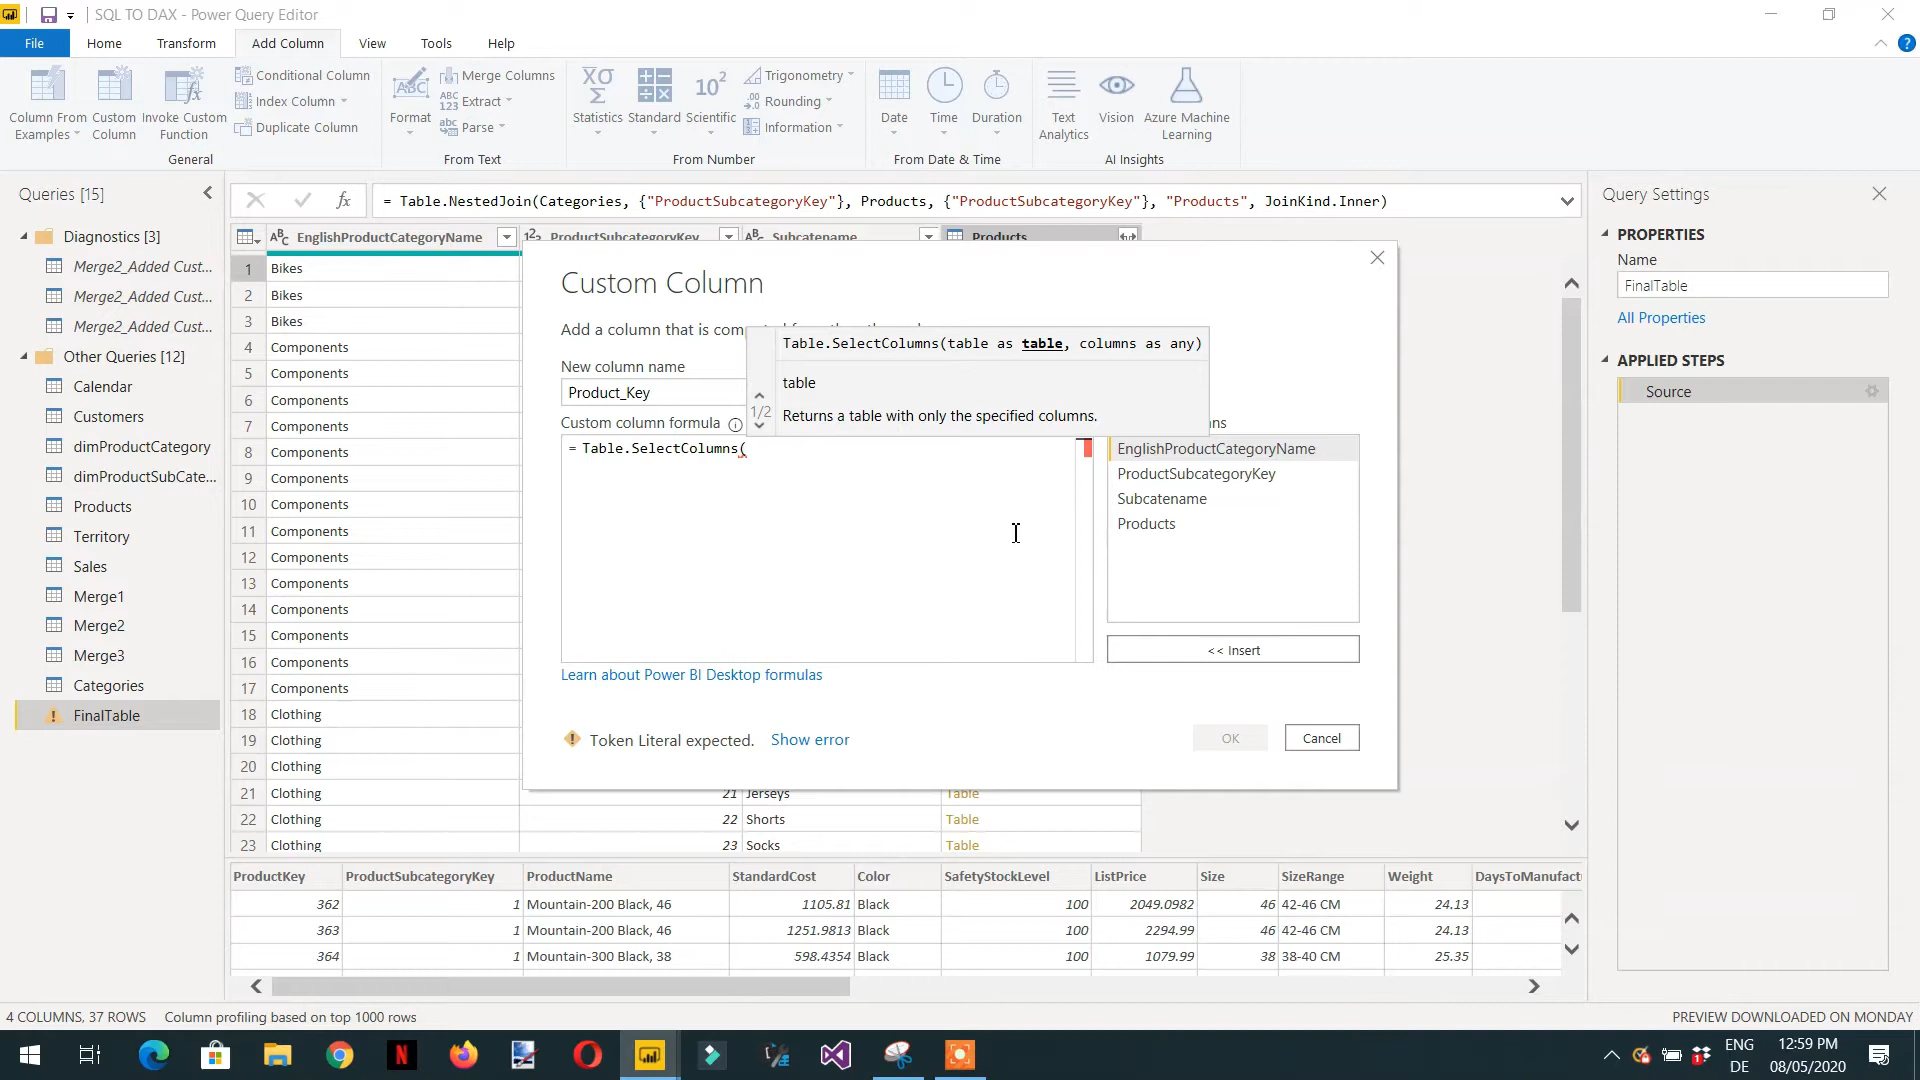 SQL TO DAX - Power Query Editor
File Home Transform Add Column View Tools Help
Column From Examples
Custom Column
Invoke Custom Function
Conditional Column
Index Column
Duplicate Column
General
Format
Merge Columns
Extract
Parse
From Text
Statistics
Standard
Scientific
Trigonometry
Rounding
Information
From Number
Date
Time
Duration
From Date & Time
Text Analytics
Vision
Azure Machine Learning
AI Insights
Queries [15]
Diagnostics [3]
Merge2_Added Cust...
Merge2_Added Cust...
Merge2_Added Cust...
Other Queries [12]
Calendar
Customers
dimProductCategory
dimProductSubCate...
Products
Territory
Sales
Merge1
Merge2
Merge3
Categories
FinalTable
fx = Table.NestedJoin(Categories, {"ProductSubcategoryKey"}, Products, {"ProductSubcategoryKey"}, "Products", JoinKind.Inner)
EnglishProductCategoryName ProductSubcategoryKey Subcatename Products
1 Bikes
2 Bikes
3 Bikes
4 Components
5 Components
6 Components
7 Components
8 Components
9 Components
10 Components
11 Components
12 Components
13 Components
14 Components
15 Components
16 Components
17 Components
18 Clothing
19 Clothing
20 Clothing
21 Clothing 21 Jerseys Table
22 Clothing 22 Shorts Table
23 Clothing 23 Socks Table
Custom Column
Add a column that is com
New column name
Product_Key
Custom column formula
= Table.SelectColumns(
Table.SelectColumns(table as table, columns as any)
1/2
table
Returns a table with only the specified columns.
ns
EnglishProductCategoryName
ProductSubcategoryKey
Subcatename
Products
<< Insert
Learn about Power BI Desktop formulas
Token Literal expected. Show error
OK Cancel
Query Settings
PROPERTIES
Name
FinalTable
All Properties
APPLIED STEPS
Source
ProductKey ProductSubcategoryKey ProductName StandardCost Color SafetyStockLevel ListPrice Size SizeRange Weight DaysToManufact
362 1 Mountain-200 Black, 46 1105.81 Black 100 2049.0982 46 42-46 CM 24.13
363 1 Mountain-200 Black, 46 1251.9813 Black 100 2294.99 46 42-46 CM 24.13
364 1 Mountain-300 Black, 38 598.4354 Black 100 1079.99 38 38-40 CM 25.35
4 COLUMNS, 37 ROWS Column profiling based on top 1000 rows PREVIEW DOWNLOADED ON MONDAY
ENG 12:59 PM
DE 08/05/2020